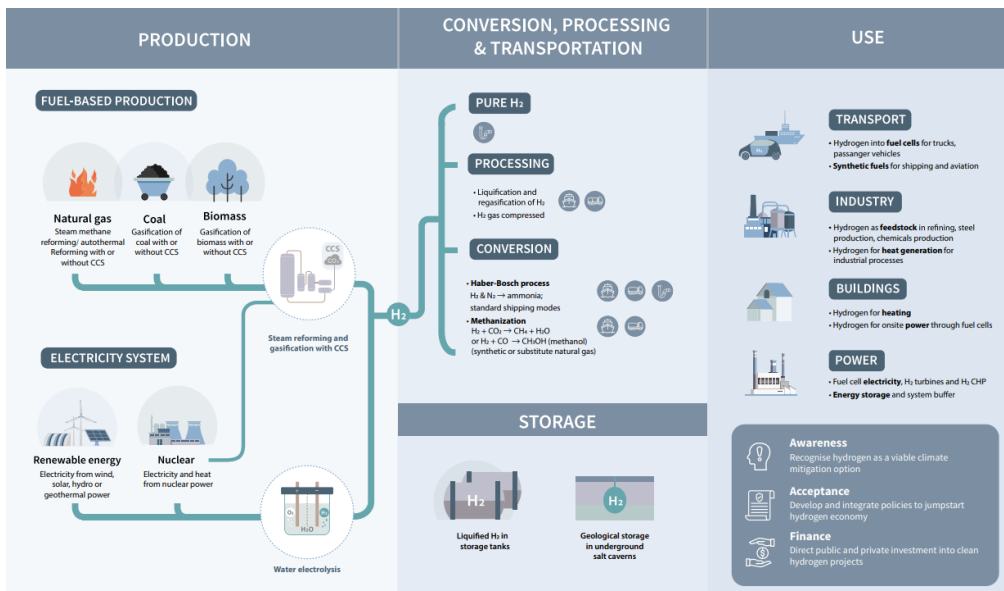 PRODUCTION
FUEL-BASED PRODUCTION
Natural gas
Steam methane
reforming/ autothermal
Reforming with or
without CCS
Coal
Gasification of
coal with or
without CCS
Biomass
Gasification of
biomass with or
without CCS
CCS
CO₂
Steam reforming and
gasification with CCS
ELECTRICITY SYSTEM
Renewable energy
Electricity from wind,
solar, hydro or
geothermal power
Nuclear
Electricity and heat
from nuclear power
O₂
H₂
H₂O
Water electrolysis
H₂
CONVERSION, PROCESSING
& TRANSPORTATION
PURE H₂
PROCESSING
• Liquification and
regasification of H₂
• H₂ gas compressed
CONVERSION
• Haber-Bosch process
H₂ & N₂ → ammonia;
standard shipping modes
• Methanization
H₂ + CO₂ → CH₄ + H₂O
or H₂ + CO → CH₃OH (methanol)
(synthetic or substitute natural gas)
STORAGE
H₂
Liquified H₂ in
storage tanks
H₂
Geological storage
in underground
salt caverns
USE
H₂
TRANSPORT
• Hydrogen into fuel cells for trucks,
passanger vehicles
• Synthetic fuels for shipping and aviation
INDUSTRY
• Hydrogen as feedstock in refining, steel
production, chemicals production
• Hydrogen for heat generation for
industrial processes
BUILDINGS
• Hydrogen for heating
• Hydrogen for onsite power through fuel cells
POWER
• Fuel cell electricity, H₂ turbines and H₂ CHP
• Energy storage and system buffer
Awareness
Recognise hydrogen as a viable climate
mitigation option
Acceptance
Develop and integrate policies to jumpstart
hydrogen economy
Finance
Direct public and private investment into clean
hydrogen projects